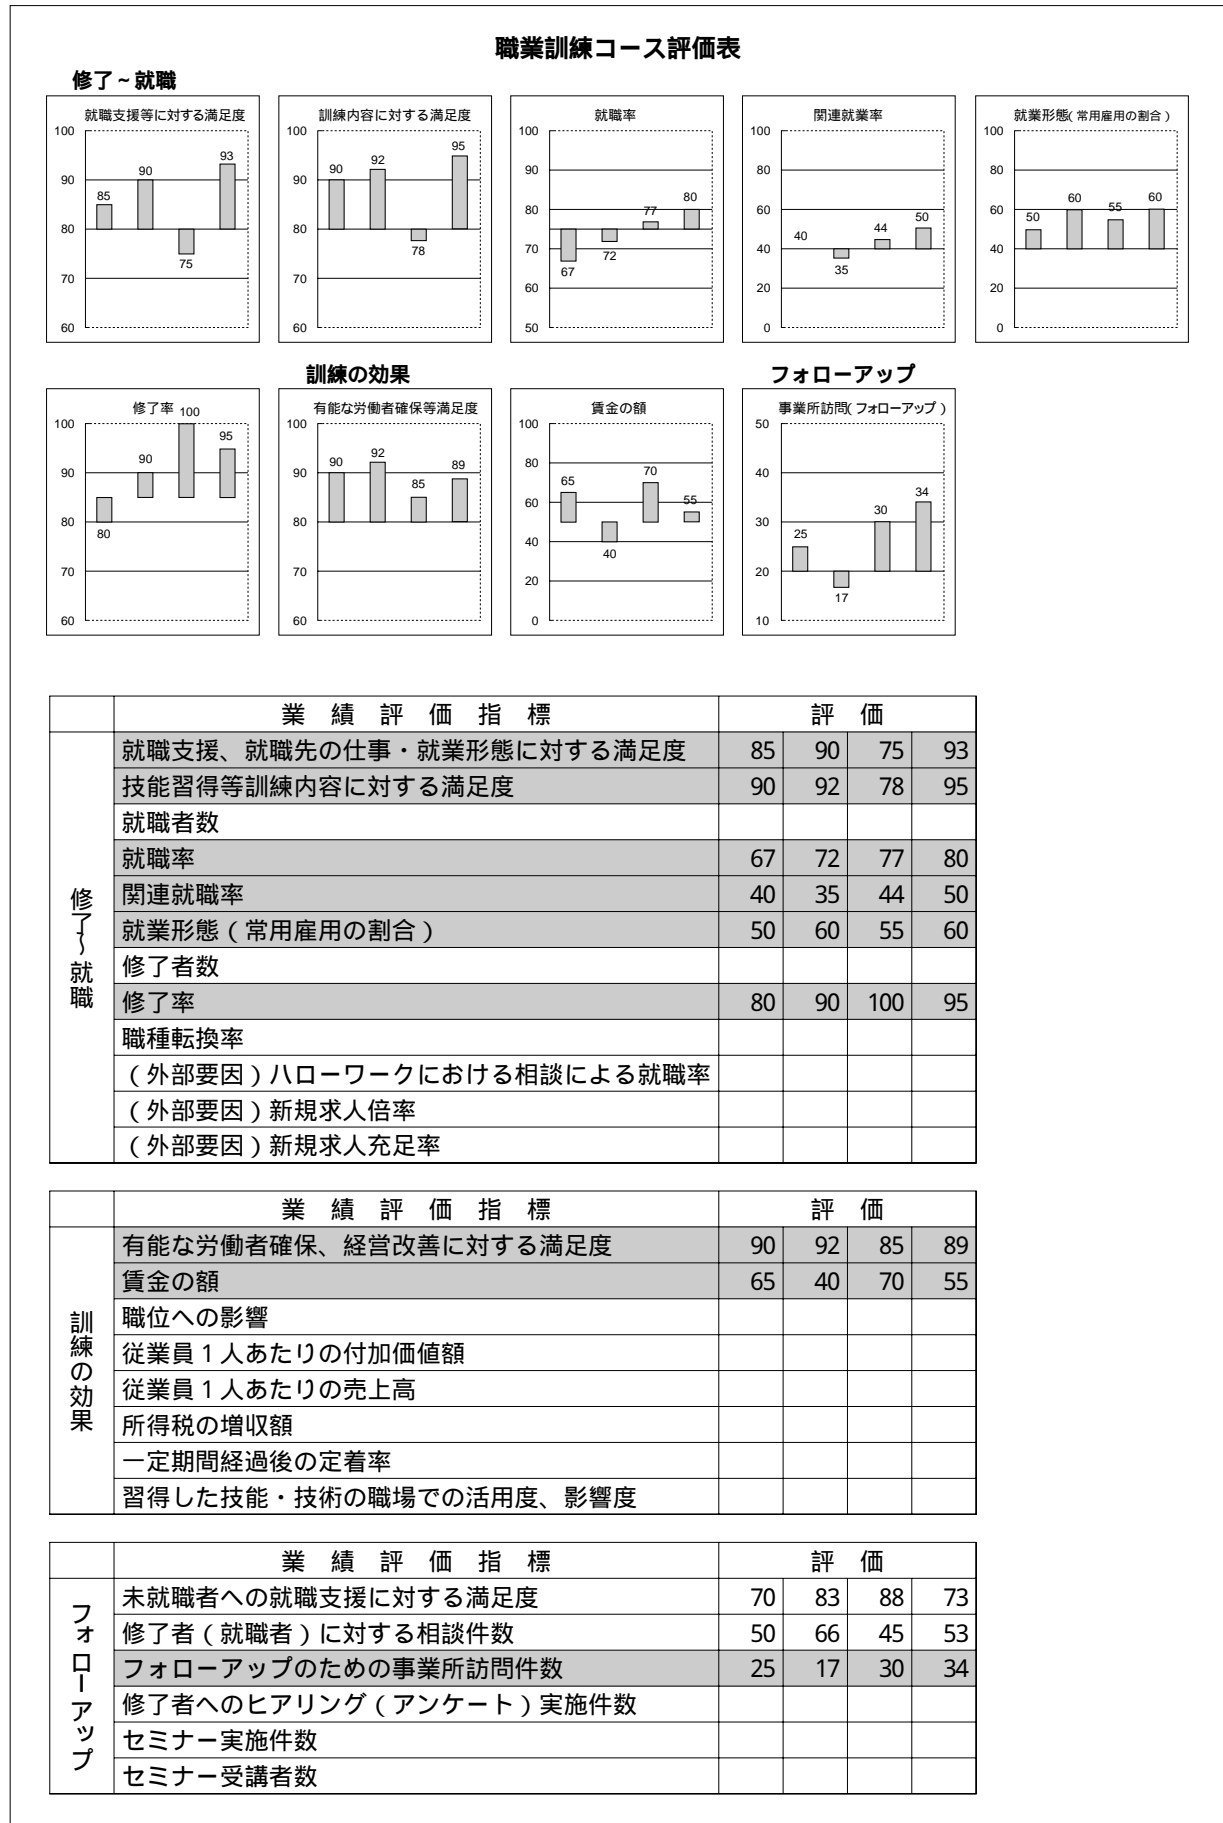 職業訓練コース評価表
修了~就職
就職支援等に対する満足度
100
90
80
70
60
85
90
75
93
訓練内容に対する満足度
100
90
80
70
60
90
92
78
95
就職率
100
90
80
70
60
50
67
72
77
80
関連就業率
100
80
60
40
20
0
40
35
44
50
就業形態(常用雇用の割合)
100
80
60
40
20
0
50
60
55
60
訓練の効果
フォローアップ
修了率
100
90
80
70
60
80
90
100
95
有能な労働者確保等満足度
100
90
80
70
60
90
92
85
89
賃金の額
100
80
60
40
20
0
65
40
70
55
事業所訪問(フォローアップ)
50
40
30
20
10
25
17
30
34
業績評価指標 評価
修了~就職
就職支援、就職先の仕事・就業形態に対する満足度 85 90 75 93
技能習得等訓練内容に対する満足度 90 92 78 95
就職者数
就職率 67 72 77 80
関連就職率 40 35 44 50
就業形態(常用雇用の割合) 50 60 55 60
修了者数
修了率 80 90 100 95
職種転換率
(外部要因)ハローワークにおける相談による就職率
(外部要因)新規求人倍率
(外部要因)新規求人充足率
業績評価指標 評価
訓練の効果
有能な労働者確保、経営改善に対する満足度 90 92 85 89
賃金の額 65 40 70 55
職位への影響
従業員1人あたりの付加価値額
従業員1人あたりの売上高
所得税の増収額
一定期間経過後の定着率
習得した技能・技術の職場での活用度、影響度
業績評価指標 評価
フォローアップ
未就職者への就職支援に対する満足度 70 83 88 73
修了者(就職者)に対する相談件数 50 66 45 53
フォローアップのための事業所訪問件数 25 17 30 34
修了者へのヒアリング(アンケート)実施件数
セミナー実施件数
セミナー受講者数